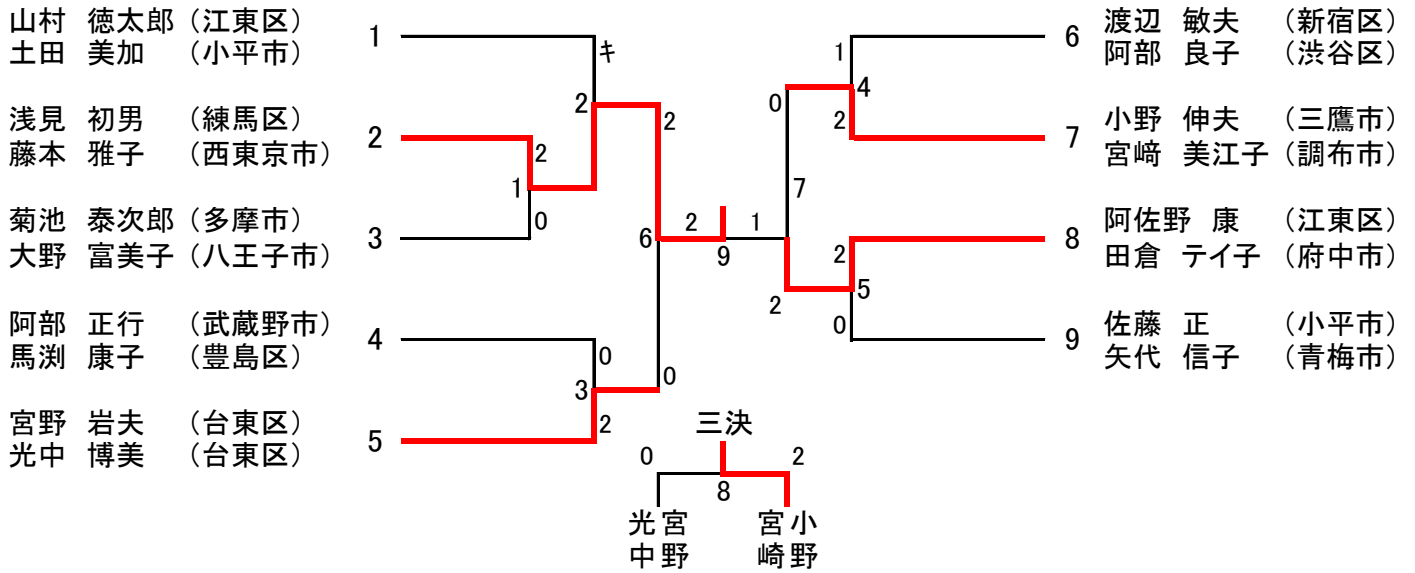 山村 徳太郎（江東区）
土田 美加 （小平市）
1
浅見 初男 （練馬区）
藤本 雅子 （西東京市）
2
菊池 泰次郎（多摩市）
大野 富美子（八王子市）
3
阿部 正行 （武蔵野市）
馬渕 康子 （豊島区）
4
宮野 岩夫 （台東区）
光中 博美 （台東区）
5
キ
2
2
2
1
0
6
2
9
1
0
3
2
0
6
渡辺 敏夫 （新宿区）
阿部 良子 （渋谷区）
7
小野 伸夫 （三鷹市）
宮﨑 美江子（調布市）
8
阿佐野 康 （江東区）
田倉 テイ子（府中市）
9
佐藤 正 （小平市）
矢代 信子 （青梅市）
1
0
4
2
7
2
2
5
0
三決
0
2
8
光中
宮野
宮崎
小野